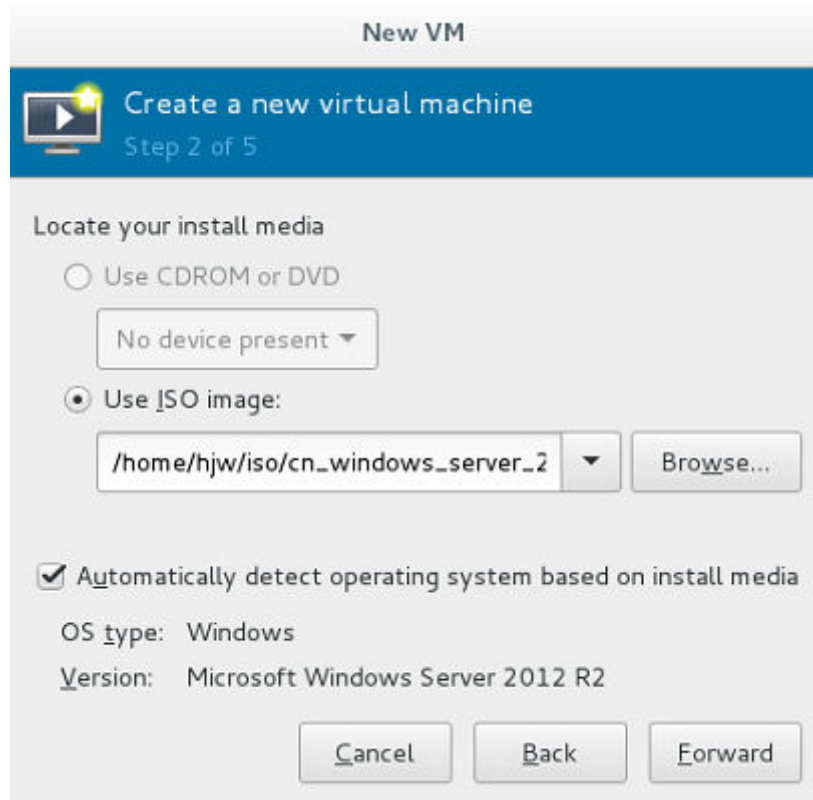 New VM
Create a new virtual machine
Step 2 of 5
Locate your install media
Use CDROM or DVD
No device present
Use ISO image:
/home/hjw/iso/cn_windows_server_2
Browse...
Automatically detect operating system based on install media
OS type: Windows
Version: Microsoft Windows Server 2012 R2
Cancel Back Forward